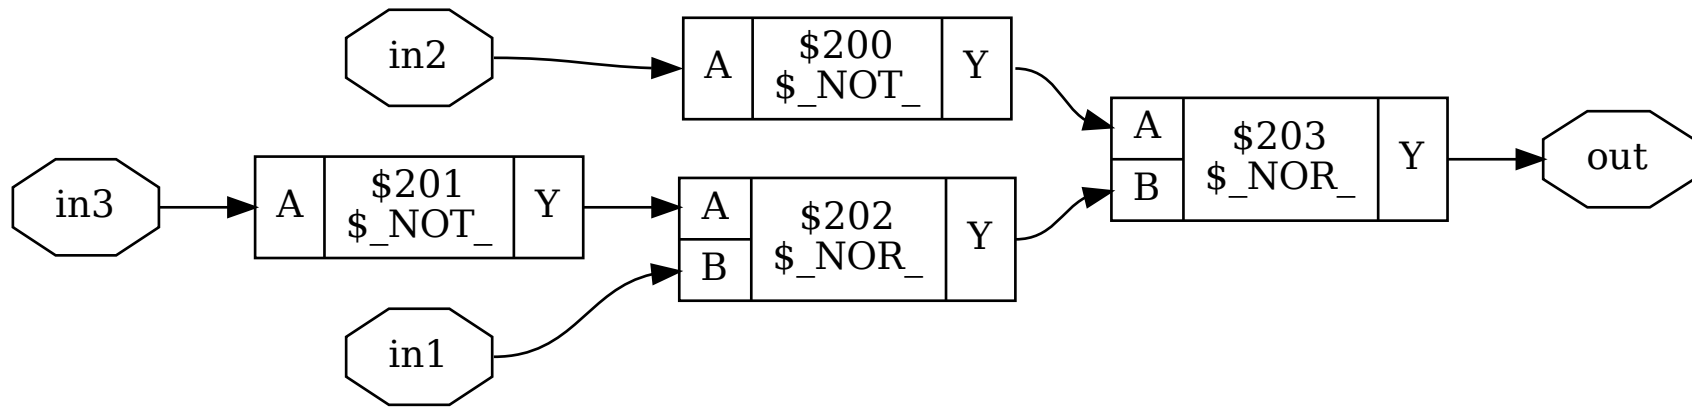 in2
A
$200
$_NOT_
Y
in3
A
$201
$_NOT_
Y
A
B
$202
$_NOR_
Y
in1
A
B
$203
$_NOR_
Y
out